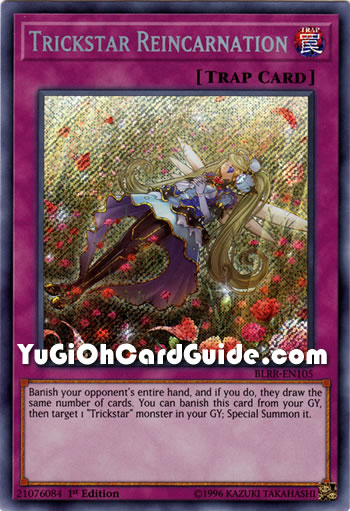 Trickstar Reincarnation
TRAP
罠
[Trap Card]
YuGiOhCardGuide.com
BLRR-EN105
Banish your opponent's entire hand, and if you do, they draw the
same number of cards. You can banish this card from your GY,
then target 1 "Trickstar" monster in your GY; Special Summon it.
21076084 1st Edition ©1996 KAZUKI TAKAHASHI